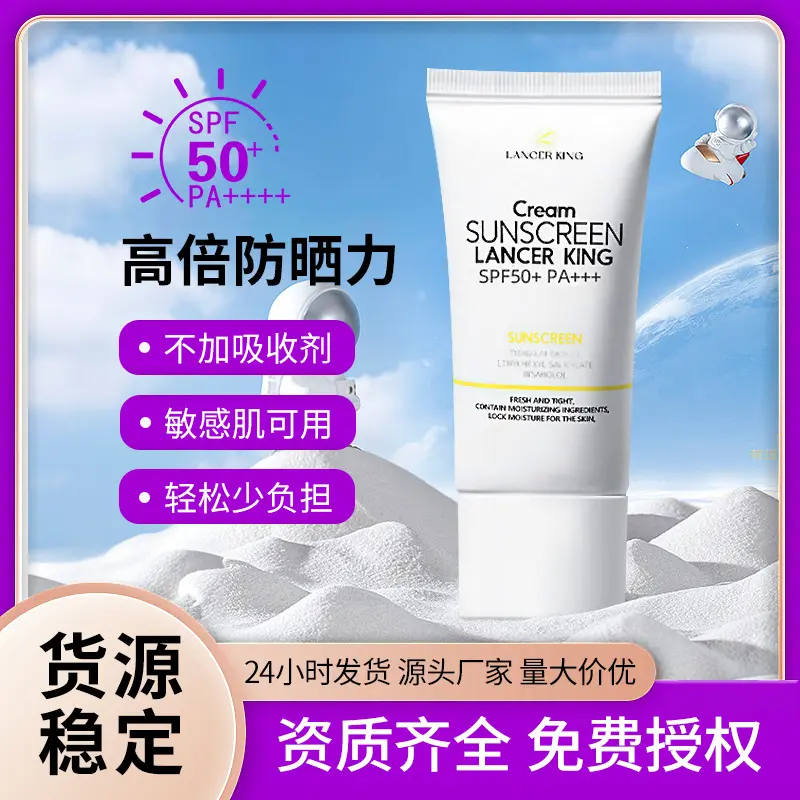 SPF
50+
PA++++
高倍防晒力
• 不加吸收剂
• 敏感肌可用
• 轻松少负担
LANCER KING
Cream
SUNSCREEN
LANCER KING
SPF50+ PA+++
SUNSCREEN
FRESH AND TIGHT,
CONTAIN MOISTURIZING INGREDIENTS,
LOCK MOISTURE FOR THE SKIN,
货源
稳定
24小时发货 源头厂家 量大价优
资质齐全 免费授权